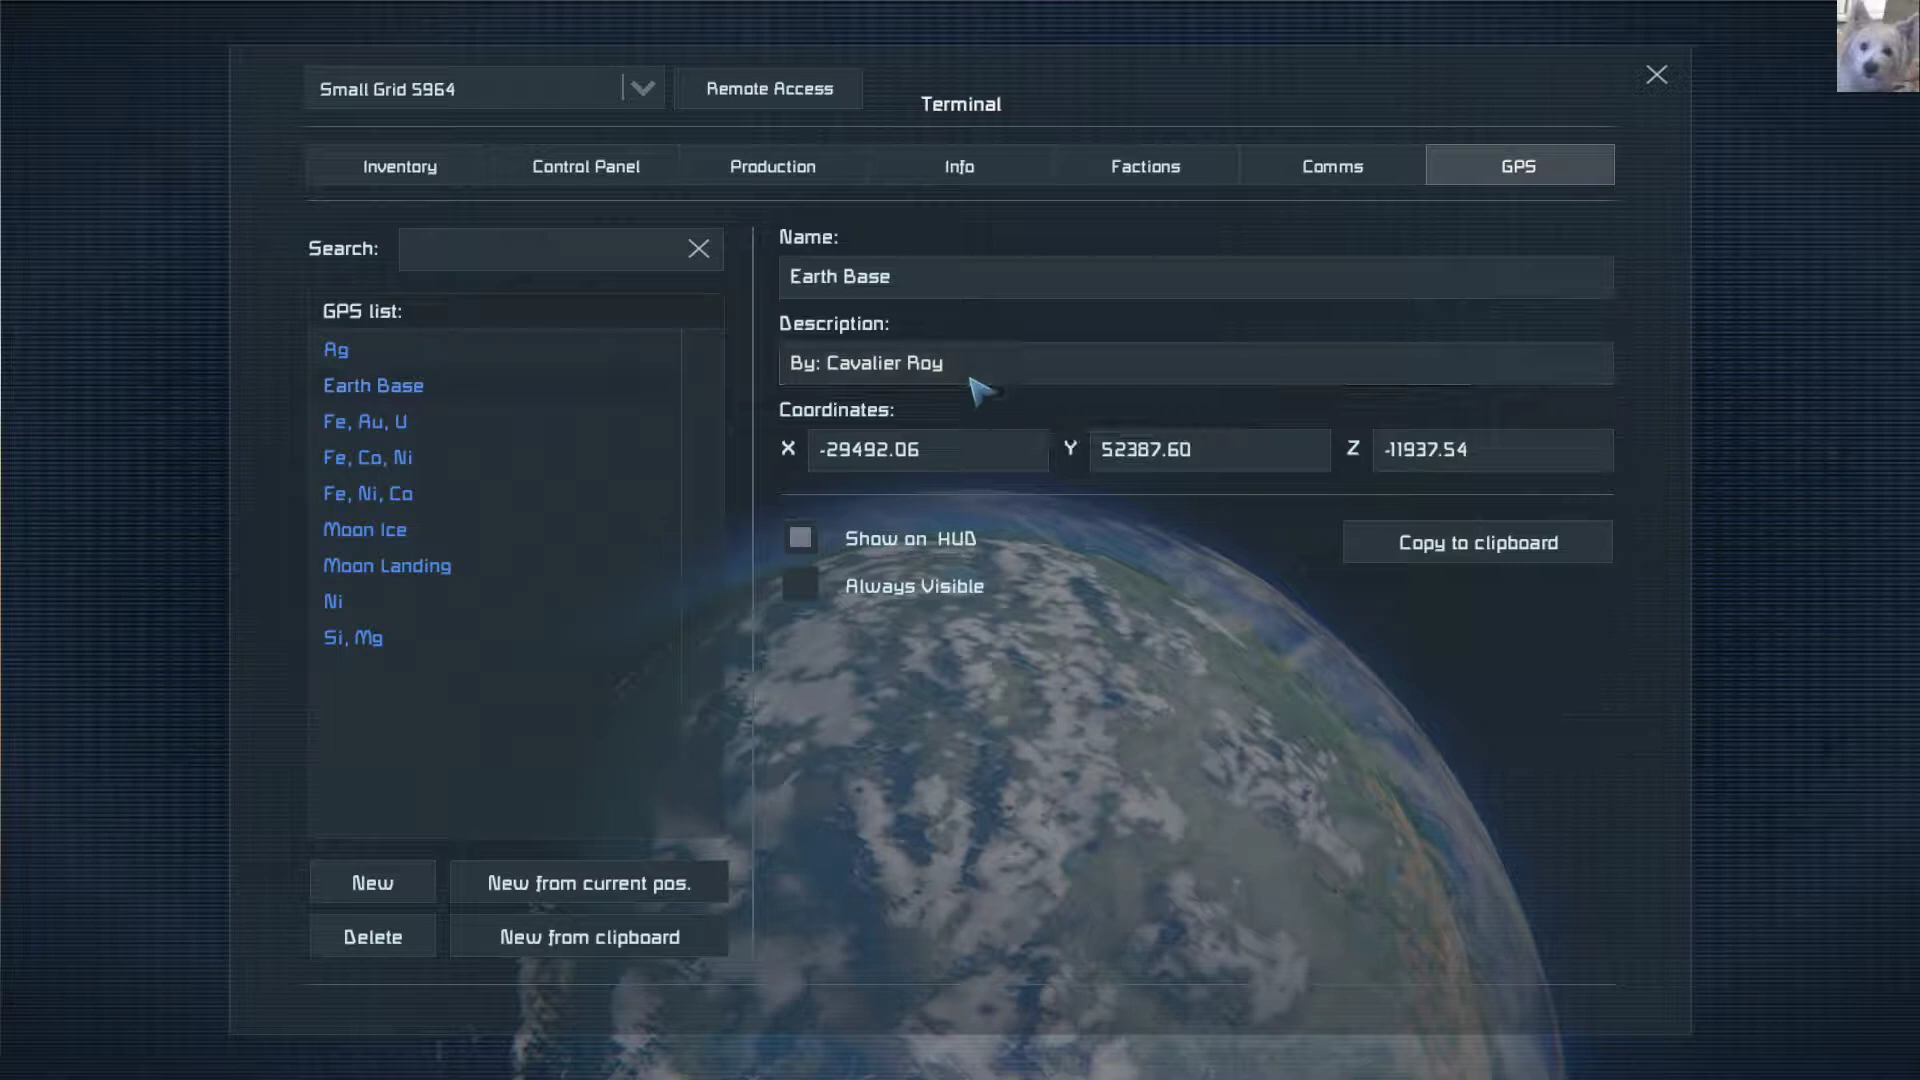 Small Grid 5964
Remote Access
Terminal
Inventory
Control Panel
Production
Info
Factions
Comms
GPS
Search:
GPS list:
Ag
Earth Base
Fe, Au, U
Fe, Co, Ni
Fe, Ni, Co
Moon Ice
Moon Landing
Ni
Si, Mg
New
New from current pos.
Delete
New from clipboard
Name:
Earth Base
Description:
By: Cavalier Roy
Coordinates:
X -29492.06 Y 52387.60 Z -11937.54
Show on HUD
Copy to clipboard
Always Visible